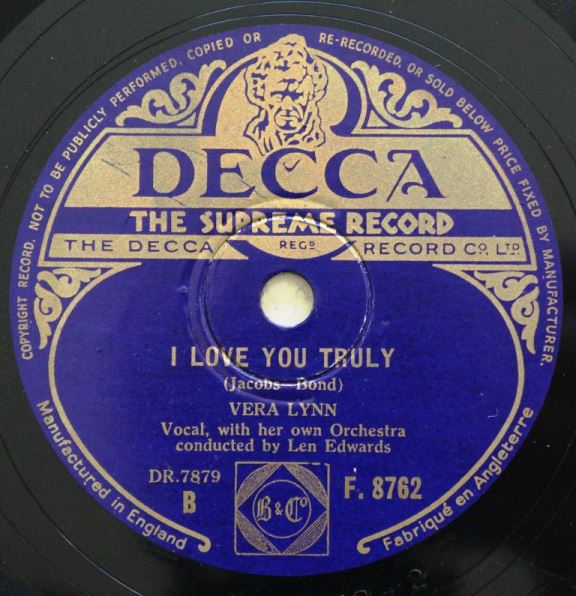 COPYRIGHT RECORD. NOT TO BE PUBLICLY PERFORMED, COPIED OR RE-RECORDED, OR SOLD BELOW PRICE FIXED BY MANUFACTURER.
DECCA
THE SUPREME RECORD
THE DECCA REGD RECORD CO. LTD.
I LOVE YOU TRULY
(Jacobs-Bond)
VERA LYNN
Vocal, with her own Orchestra
conducted by Len Edwards
DR.7879
B
B & Co
F. 8762
Manufactured in England
Fabriqué en Angleterre